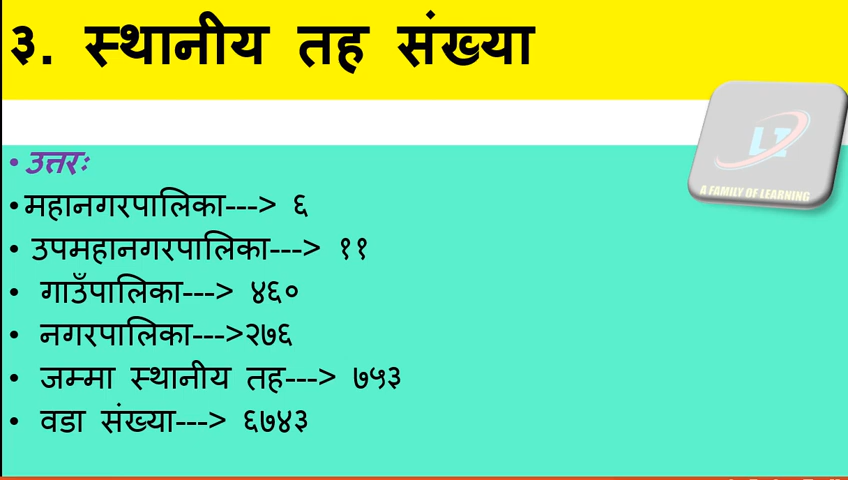 ३. स्थानीय तह संख्या
A FAMILY OF LEARNING
• उत्तरः
• महानगरपालिका---> ६
• उपमहानगरपालिका---> ११
• गाउँपालिका---> ४६०
• नगरपालिका--->२७६
• जम्मा स्थानीय तह---> ७५३
• वडा संख्या---> ६७४३